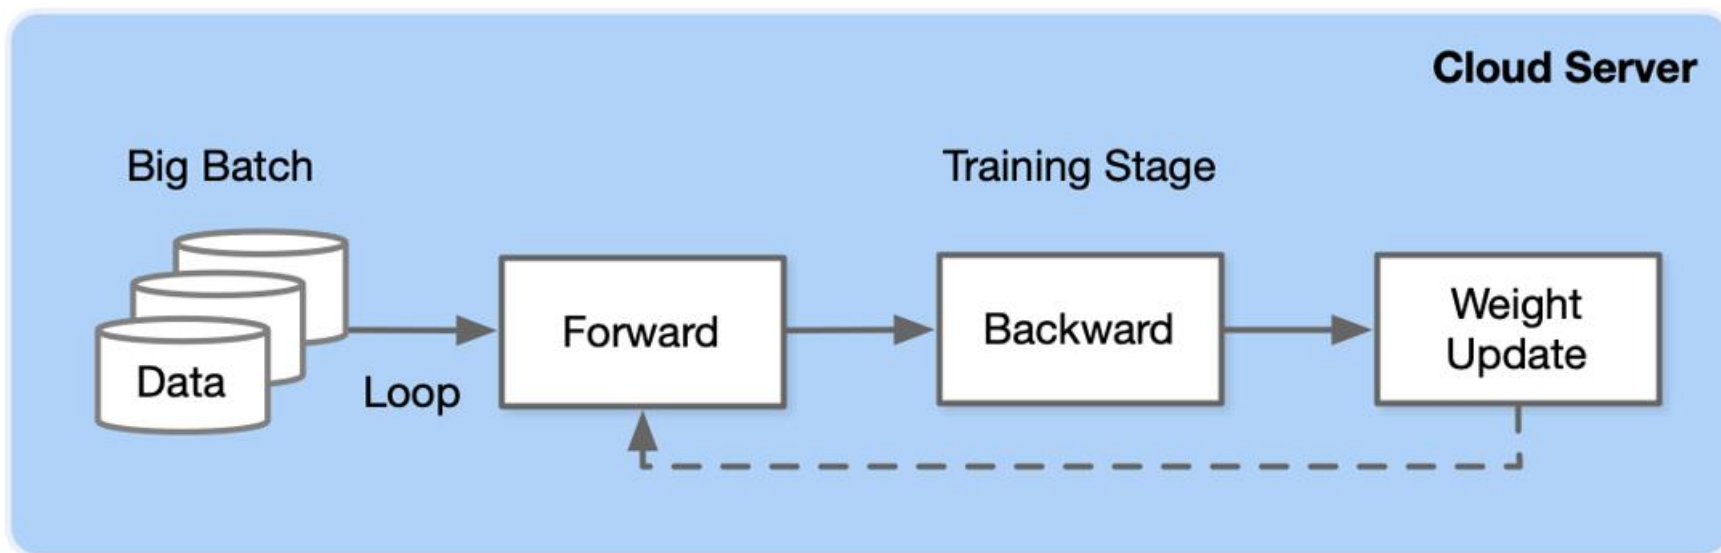 Cloud Server
Big Batch
Training Stage
Data
Loop
Forward
Backward
Weight
Update